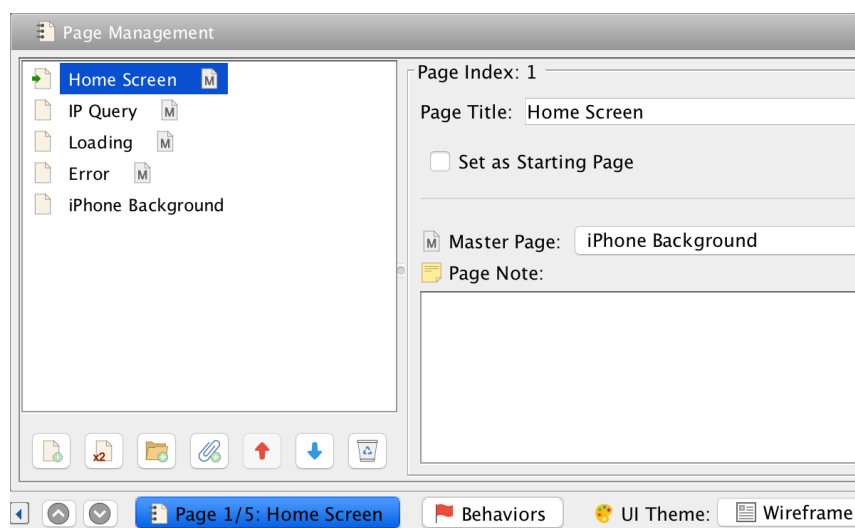 Page Management
Home Screen M
IP Query M
Loading M
Error M
iPhone Background
Page Index: 1
Page Title: Home Screen
Set as Starting Page
M Master Page: iPhone Background
Page Note:
x2
Page 1/5: Home Screen
Behaviors
UI Theme: Wireframe